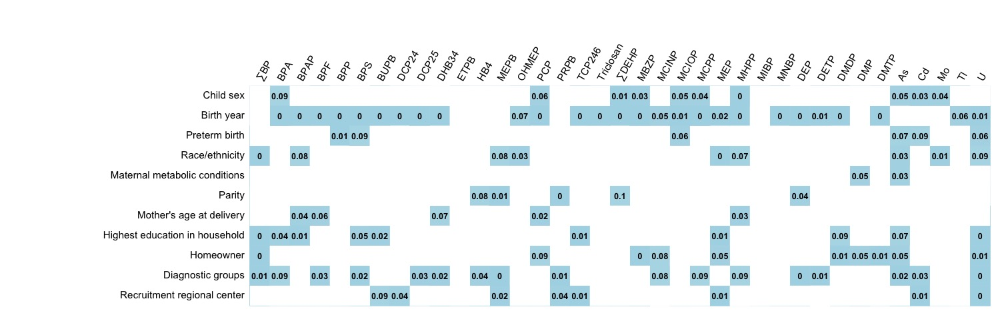 ΣBP BPA BPAP BPF BPP BPS BUPB DCP24 DCP25 DHB34 ETPB HB4 MEPB OHMEP PCP PRPB TCP246 Triclosan ΣDEHP MBZP MCINP MCIOP MCPP MEP MHPP MIBP MNBP DEP DETP DMDP DMP DMTP As Cd Mo Tl U
Child sex 0.09 0.06 0.01 0.03 0.05 0.04 0 0.05 0.03 0.04
Birth year 0 0 0 0 0 0 0 0 0 0.07 0 0 0 0 0 0.05 0.01 0 0.02 0 0 0 0.01 0 0 0.06 0.01
Preterm birth 0.01 0.09 0.06 0.07 0.09 0.06
Race/ethnicity 0 0.08 0.08 0.03 0 0.07 0.03 0.01 0.09
Maternal metabolic conditions 0.05 0.03
Parity 0.08 0.01 0 0.1 0.04
Mother's age at delivery 0.04 0.06 0.07 0.02 0.03
Highest education in household 0 0.04 0.01 0.05 0.02 0.01 0.01 0.09 0.07 0
Homeowner 0 0.09 0 0.08 0.05 0.01 0.05 0.01 0.05 0.01
Diagnostic groups 0.01 0.09 0.03 0.02 0.03 0.02 0.04 0 0.01 0.08 0.09 0.09 0 0.01 0.02 0.03 0
Recruitment regional center 0.09 0.04 0.02 0.04 0.01 0.01 0.01 0